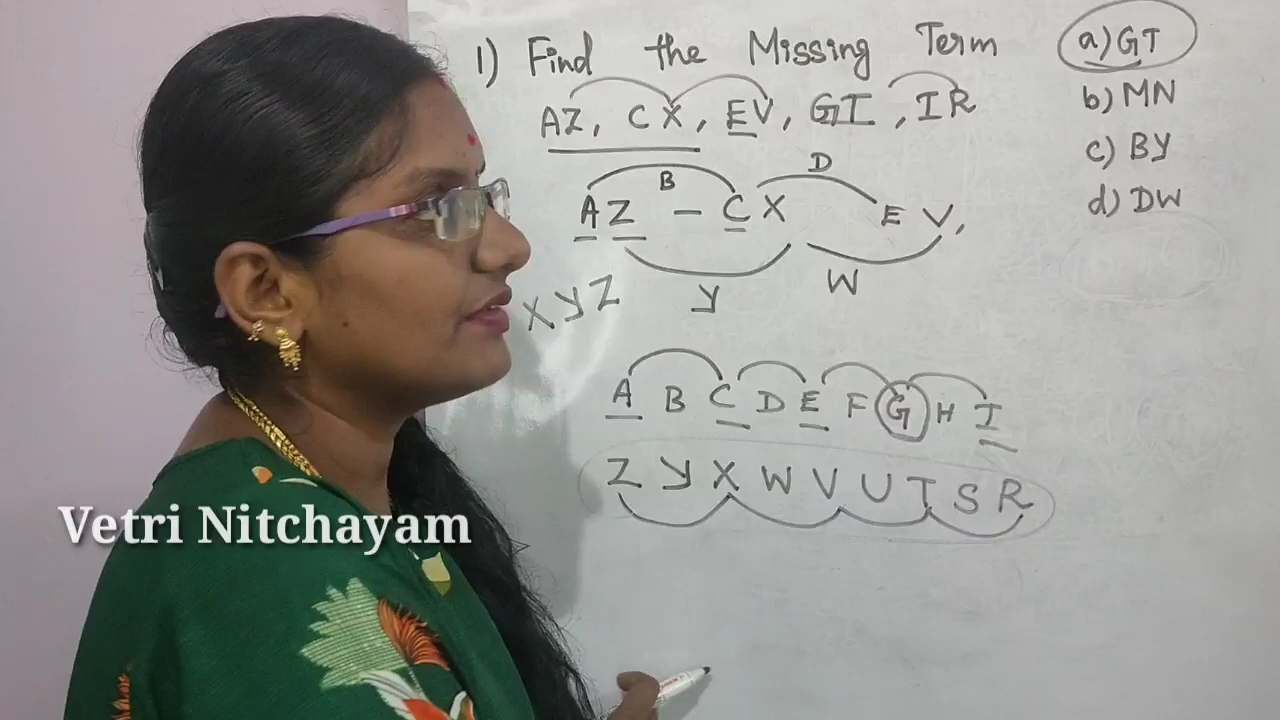 1) Find the Missing Term
AZ, CX, EV, GT, IR
a) GT
b) MN
c) BY
d) DW
B D
AZ - CX EV,
Y W
XYZ
A B C D E F G H I
Z Y X W V U T S R
Vetri Nitchayam